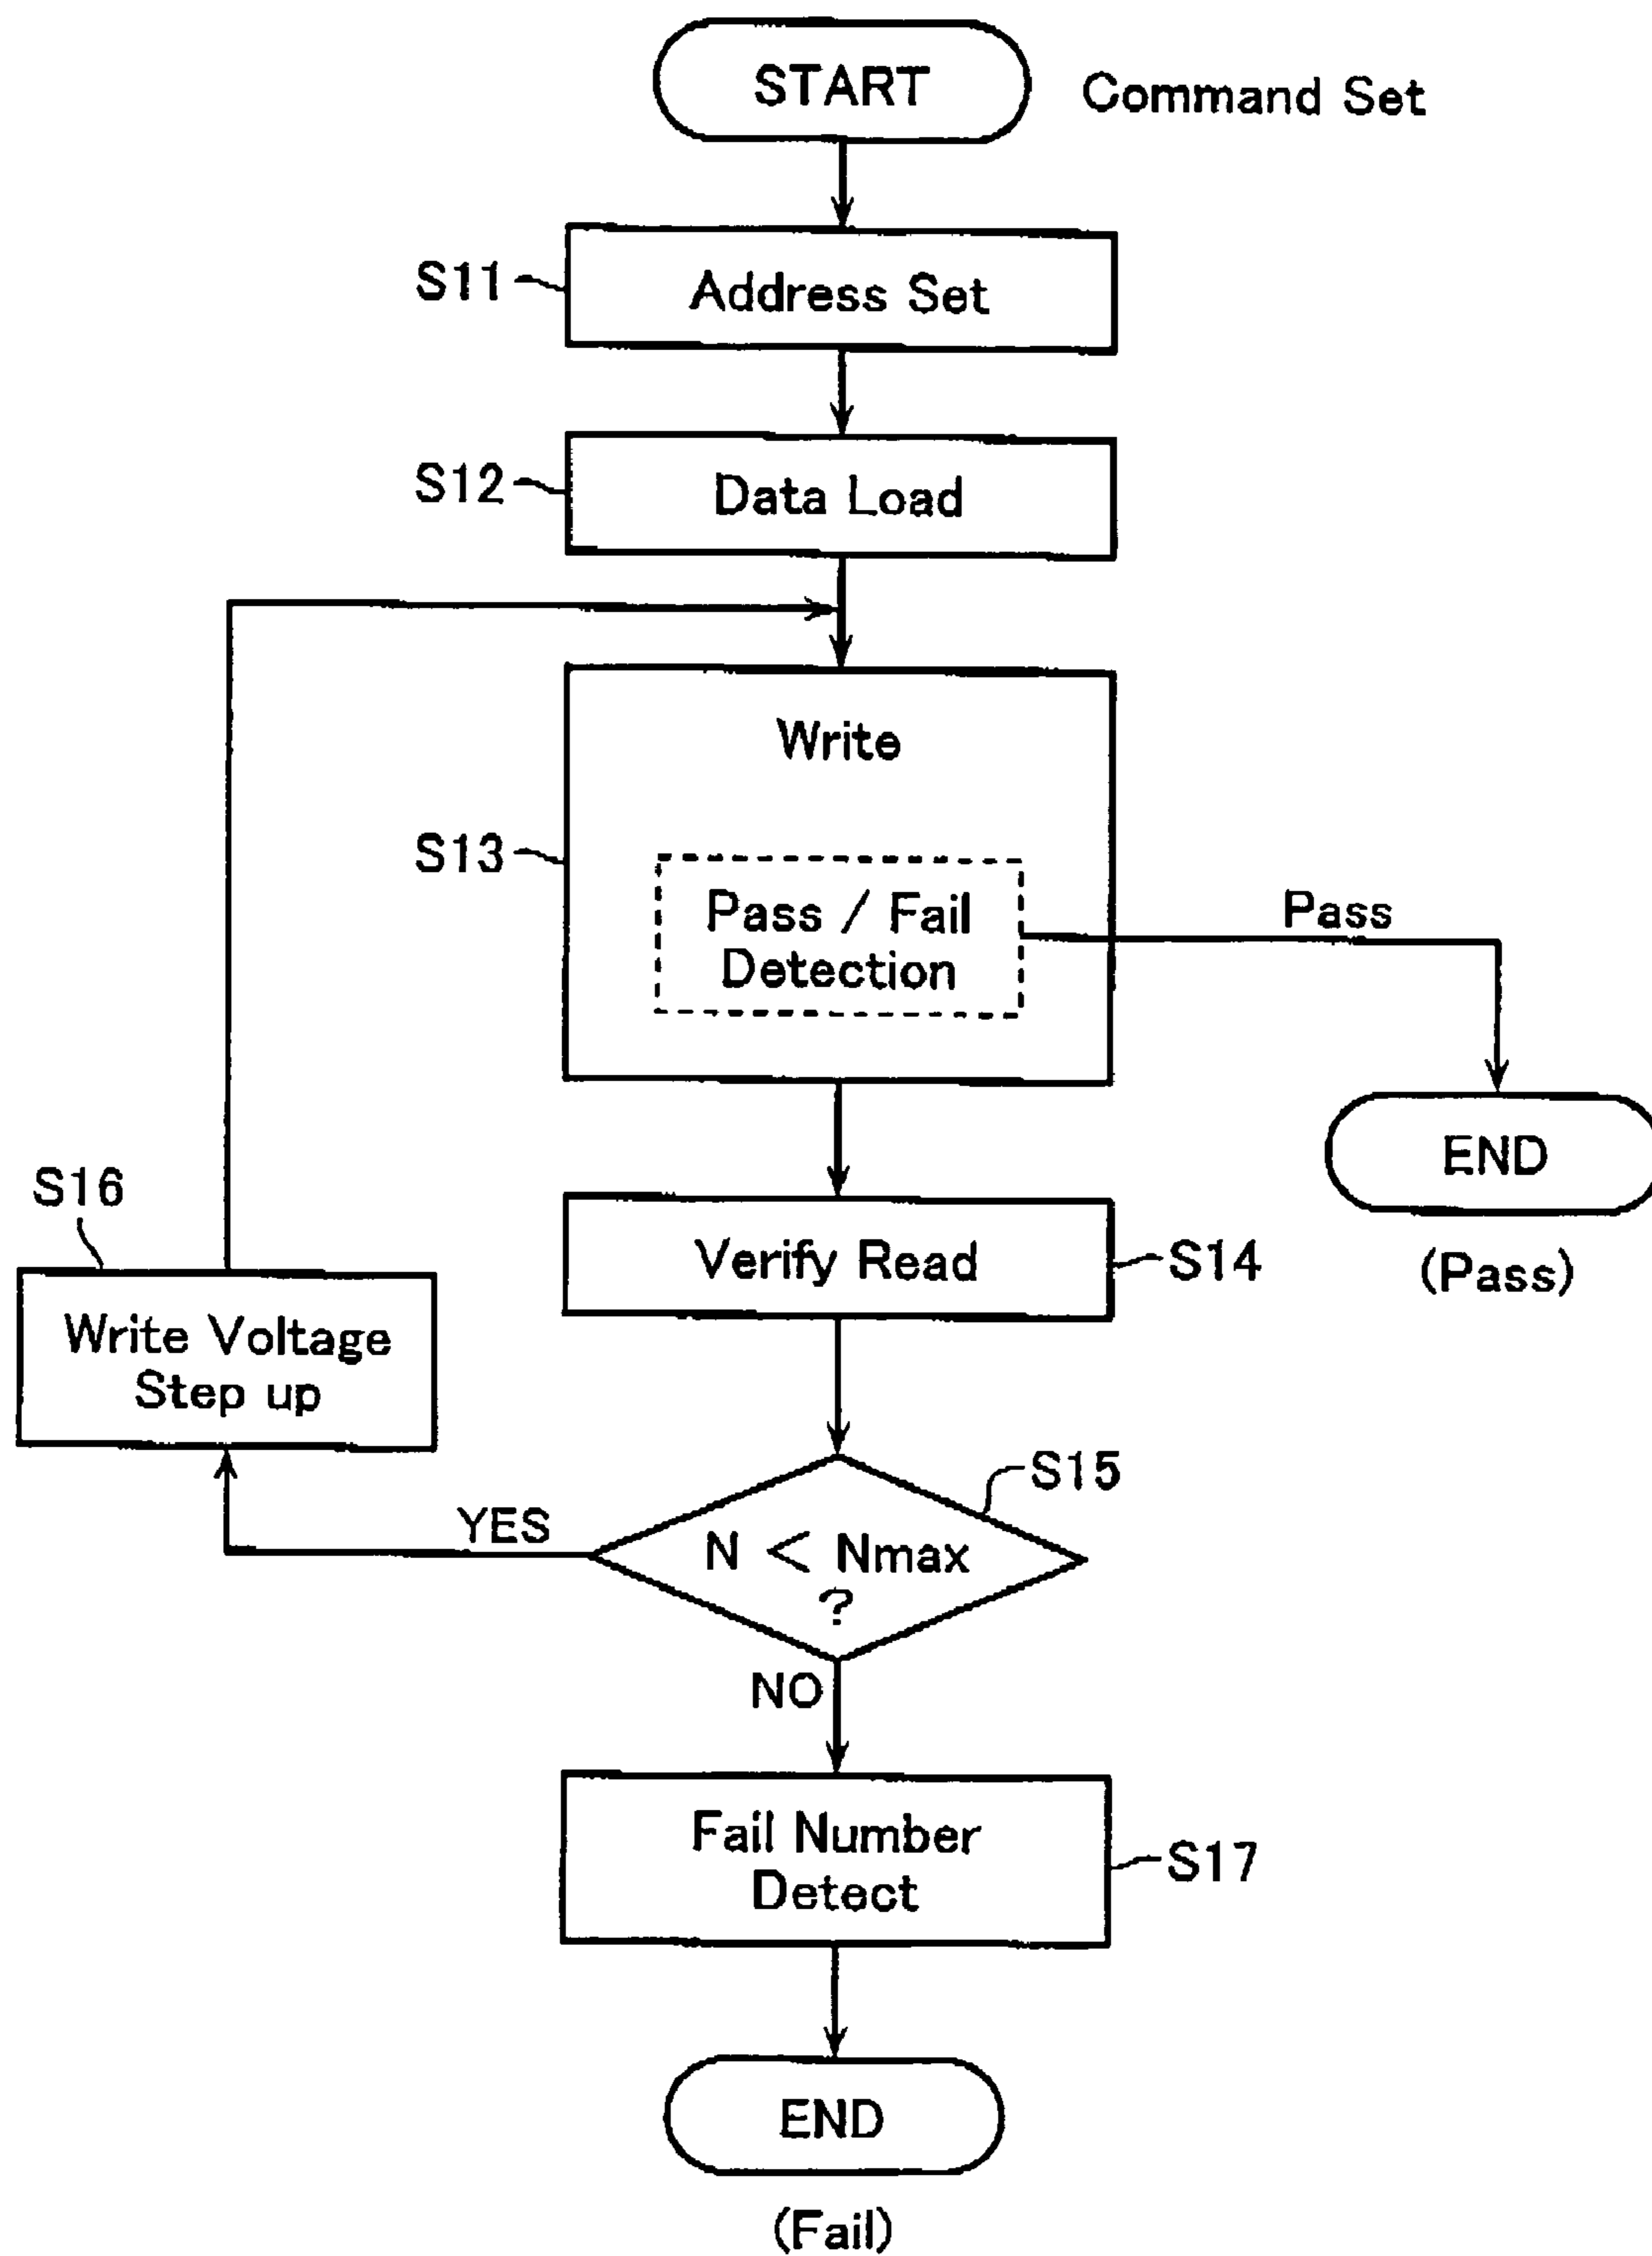 START
Command Set
S11
Address Set
S12
Data Load
Write
S13
Pass / Fail
Detection
Pass
END
(Pass)
S16
Write Voltage
Step up
Verify Read
S14
S15
YES
N < Nmax
?
NO
Fail Number
Detect
S17
END
(Fail)